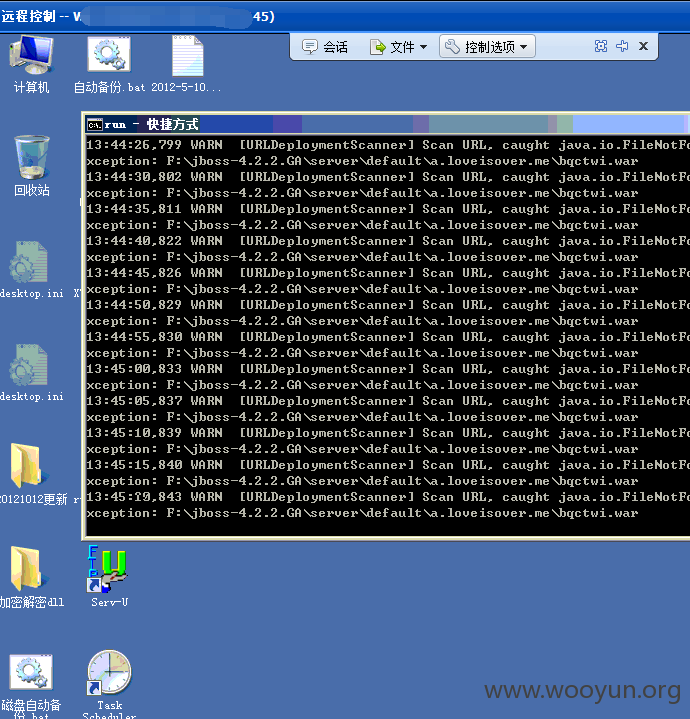 远程控制 -- W
45)
会话
文件
控制选项
计算机
自动备份.bat
2012-5-10...
run - 快捷方式
13:44:26,799 WARN  [URLDeploymentScanner] Scan URL, caught java.io.FileNotFo
xception: F:\jboss-4.2.2.GA\server\default\a.loveisover.me\bqctwi.war
13:44:30,802 WARN  [URLDeploymentScanner] Scan URL, caught java.io.FileNotFo
xception: F:\jboss-4.2.2.GA\server\default\a.loveisover.me\bqctwi.war
13:44:35,811 WARN  [URLDeploymentScanner] Scan URL, caught java.io.FileNotFo
xception: F:\jboss-4.2.2.GA\server\default\a.loveisover.me\bqctwi.war
13:44:40,822 WARN  [URLDeploymentScanner] Scan URL, caught java.io.FileNotFo
xception: F:\jboss-4.2.2.GA\server\default\a.loveisover.me\bqctwi.war
13:44:45,826 WARN  [URLDeploymentScanner] Scan URL, caught java.io.FileNotFo
xception: F:\jboss-4.2.2.GA\server\default\a.loveisover.me\bqctwi.war
13:44:50,829 WARN  [URLDeploymentScanner] Scan URL, caught java.io.FileNotFo
xception: F:\jboss-4.2.2.GA\server\default\a.loveisover.me\bqctwi.war
13:44:55,830 WARN  [URLDeploymentScanner] Scan URL, caught java.io.FileNotFo
xception: F:\jboss-4.2.2.GA\server\default\a.loveisover.me\bqctwi.war
13:45:00,833 WARN  [URLDeploymentScanner] Scan URL, caught java.io.FileNotFo
xception: F:\jboss-4.2.2.GA\server\default\a.loveisover.me\bqctwi.war
13:45:05,837 WARN  [URLDeploymentScanner] Scan URL, caught java.io.FileNotFo
xception: F:\jboss-4.2.2.GA\server\default\a.loveisover.me\bqctwi.war
13:45:10,839 WARN  [URLDeploymentScanner] Scan URL, caught java.io.FileNotFo
xception: F:\jboss-4.2.2.GA\server\default\a.loveisover.me\bqctwi.war
13:45:15,840 WARN  [URLDeploymentScanner] Scan URL, caught java.io.FileNotFo
xception: F:\jboss-4.2.2.GA\server\default\a.loveisover.me\bqctwi.war
13:45:19,843 WARN  [URLDeploymentScanner] Scan URL, caught java.io.FileNotFo
xception: F:\jboss-4.2.2.GA\server\default\a.loveisover.me\bqctwi.war
回收站
desktop.ini
desktop.ini
20121012更新
加密解密dll
Serv-U
磁盘自动备
份.bat
Task
Scheduler
www.wooyun.org